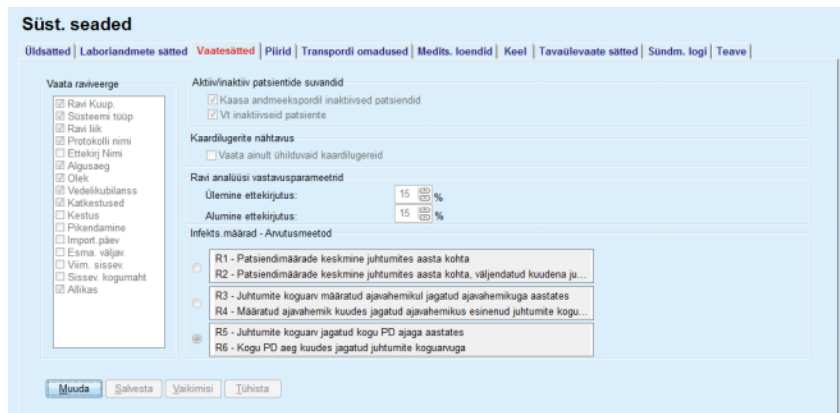 Süst. seaded
Üldsätted Laboriandmete sätted Vaatesätted Piirid Transpordi omadused Medits. loendid Keel Tavaülevaate sätted Sündm. logi Teave
Vaata raviveerge
Ravi Kuup.
Süsteemi tüüp
Ravi liik
Protokolli nimi
Ettekirj Nimi
Algusaeg
Olek
Vedelikubilanss
Katkestused
Kestus
Pikendamine
Import.päev
Esma. väljav.
Viim. sissev.
Sissev. kogumaht
Allikas
Aktiiv/inaktiiv patsientide suvandid
Kaasa andmeekspordil inaktiivsed patsiendid
Vt inaktiivseid patsiente
Kaardilugerite nähtavus
Vaata ainult ühilduvaid kaardilugereid
Ravi analüüsi vastavusparameetrid
Ülemine ettekirjutus: 15 %
Alumine ettekirjutus: 15 %
Infekts.määrad - Arvutusmeetod
R1 - Patsiendimäärade keskmine juhtumites aasta kohta
R2 - Patsiendimäärade keskmine juhtumites aasta kohta, väljendatud kuudena ju...
R3 - Juhtumite koguarv määratud ajavahemikul jagatud ajavahemikuga aastates
R4 - Määratud ajavahemik kuudes jagatud ajavahemikus esinenud juhtumite kogu...
R5 - Juhtumite koguarv jagatud kogu PD ajaga aastates
R6 - Kogu PD aeg kuudes jagatud juhtumite koguarvuga
Muuda Salvesta Vaikimisi Tühista